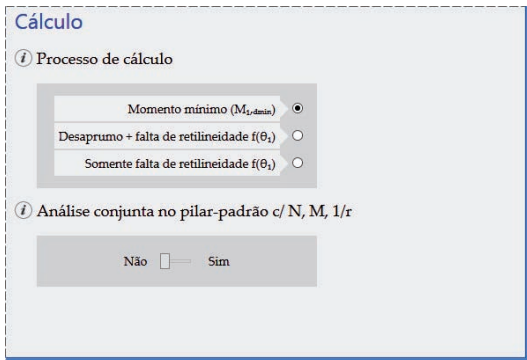 Cálculo
i Processo de cálculo
Momento mínimo (M1,dmin)
Desaprumo + falta de retilineidade f(θ1)
Somente falta de retilineidade f(θ1)
i Análise conjunta no pilar-padrão c/ N, M, 1/r
Não Sim